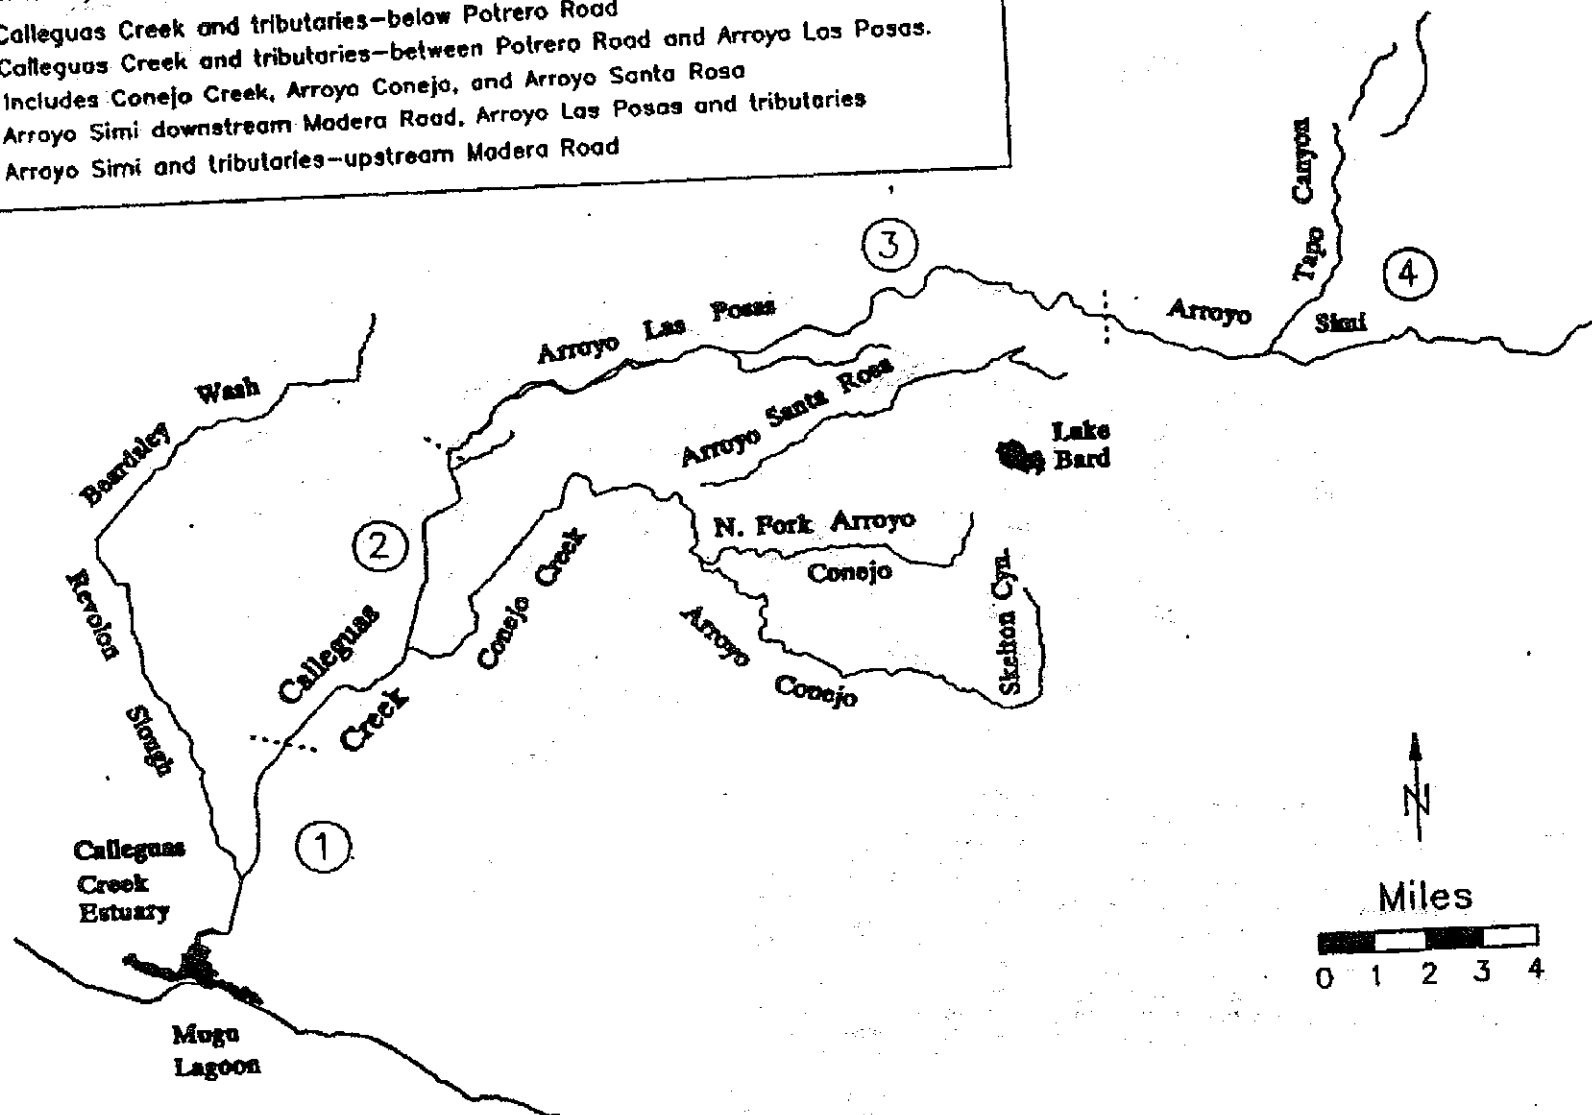 Calleguas Creek and tributaries-below Potrero Road
Calleguas Creek and tributaries-between Potrero Road and Arroyo Las Posas.
Includes Conejo Creek, Arroyo Conejo, and Arroyo Santa Rosa
Arroyo Simi downstream Madera Road, Arroyo Las Posas and tributaries
Arroyo Simi and tributaries-upstream Madera Road
Tapo Canyon
3
4
Arroyo Simi
Arroyo Las Posas
Beardsley Wash
Arroyo Santa Rosa
Lake
Bard
2
N. Fork Arroyo
Conejo
Conejo Creek
Skelton Cyn.
Revolon Slough
Calleguas
Creek
Arroyo
Conejo
1
Calleguas
Creek
Estuary
N
Miles
0 1 2 3 4
Mugu
Lagoon